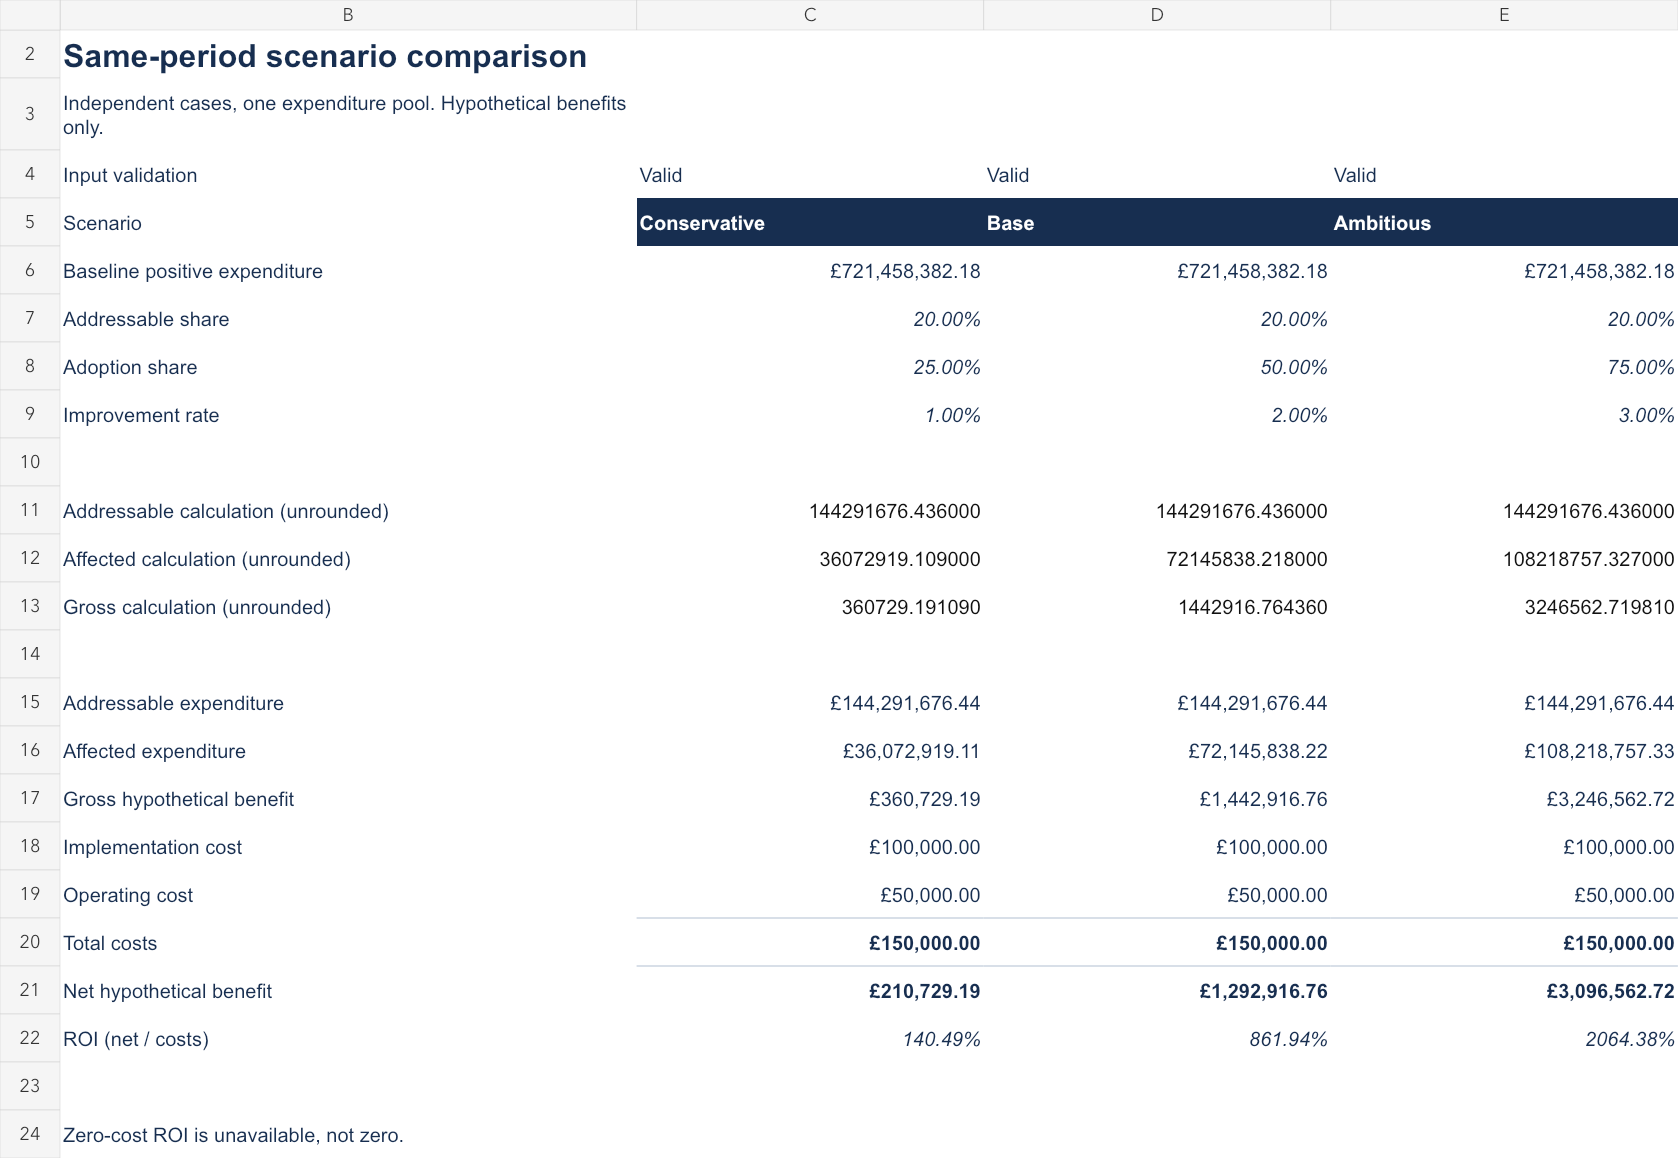 B C D E
2 Same-period scenario comparison
3 Independent cases, one expenditure pool. Hypothetical benefits
only.
4 Input validation Valid Valid Valid
5 Scenario Conservative Base Ambitious
6 Baseline positive expenditure £721,458,382.18 £721,458,382.18 £721,458,382.18
7 Addressable share 20.00% 20.00% 20.00%
8 Adoption share 25.00% 50.00% 75.00%
9 Improvement rate 1.00% 2.00% 3.00%
10
11 Addressable calculation (unrounded) 144291676.436000 144291676.436000 144291676.436000
12 Affected calculation (unrounded) 36072919.109000 72145838.218000 108218757.327000
13 Gross calculation (unrounded) 360729.191090 1442916.764360 3246562.719810
14
15 Addressable expenditure £144,291,676.44 £144,291,676.44 £144,291,676.44
16 Affected expenditure £36,072,919.11 £72,145,838.22 £108,218,757.33
17 Gross hypothetical benefit £360,729.19 £1,442,916.76 £3,246,562.72
18 Implementation cost £100,000.00 £100,000.00 £100,000.00
19 Operating cost £50,000.00 £50,000.00 £50,000.00
20 Total costs £150,000.00 £150,000.00 £150,000.00
21 Net hypothetical benefit £210,729.19 £1,292,916.76 £3,096,562.72
22 ROI (net / costs) 140.49% 861.94% 2064.38%
23
24 Zero-cost ROI is unavailable, not zero.